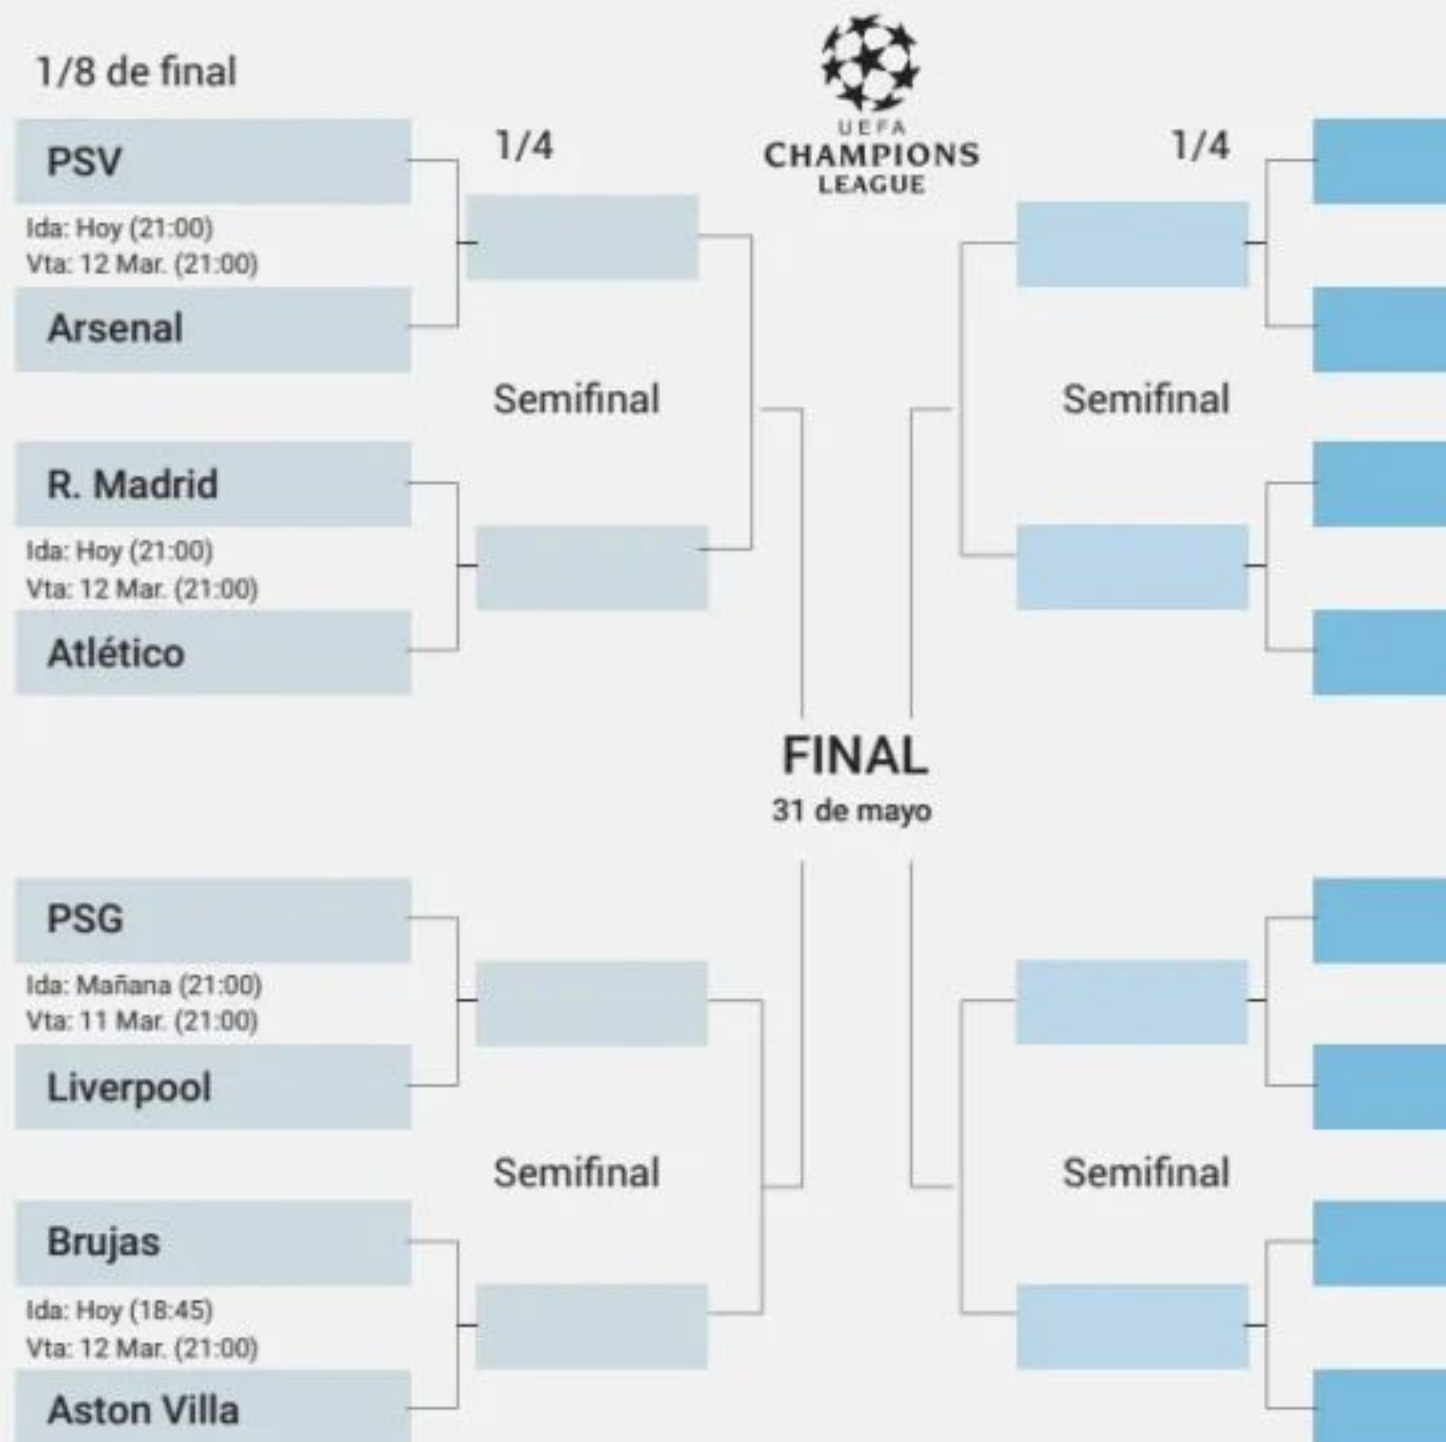 1/8 de final
UEFA
CHAMPIONS
LEAGUE
1/4
1/4
PSV
Ida: Hoy (21:00)
Vta: 12 Mar. (21:00)
Arsenal
Semifinal
Semifinal
R. Madrid
Ida: Hoy (21:00)
Vta: 12 Mar. (21:00)
Atlético
FINAL
31 de mayo
PSG
Ida: Mañana (21:00)
Vta: 11 Mar. (21:00)
Liverpool
Semifinal
Semifinal
Brujas
Ida: Hoy (18:45)
Vta: 12 Mar. (21:00)
Aston Villa